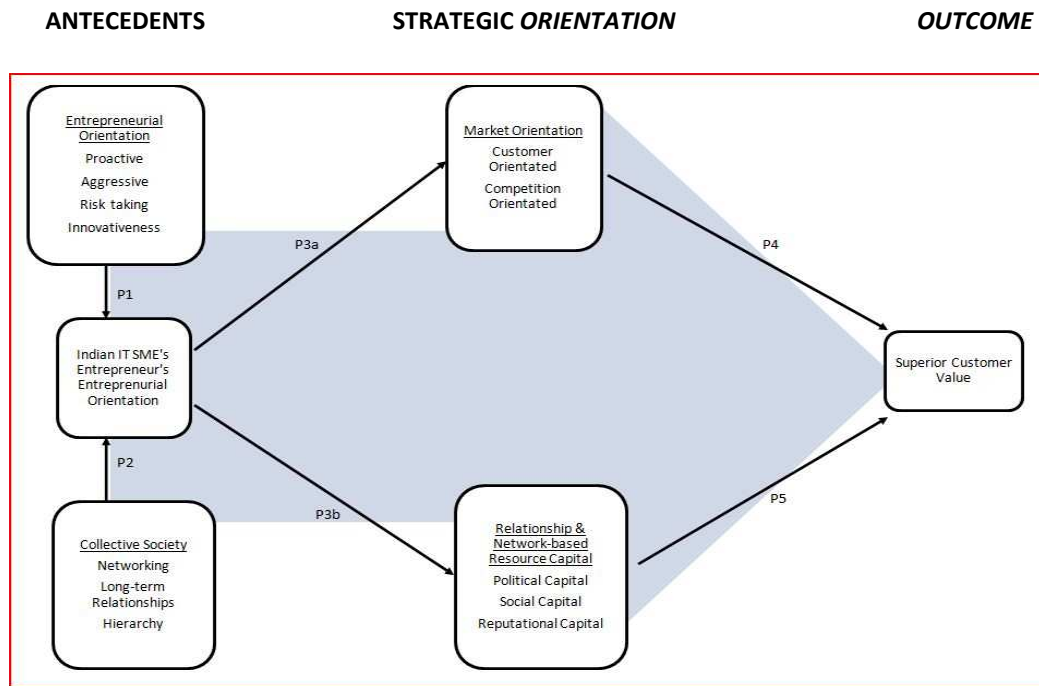 ANTECEDENTS
STRATEGIC ORIENTATION
OUTCOME
Entrepreneurial
Orientation
Proactive
Aggressive
Risk taking
Innovativeness
Market Orientation
Customer
Orientated
Competition
Orientated
P3a
P4
P1
Indian IT SME's
Entrepreneur's
Entreprenurial
Orientation
Superior Customer
Value
P2
P3b
P5
Collective Society
Networking
Long-term
Relationships
Hierarchy
Relationship &
Network-based
Resource Capital
Political Capital
Social Capital
Reputational Capital